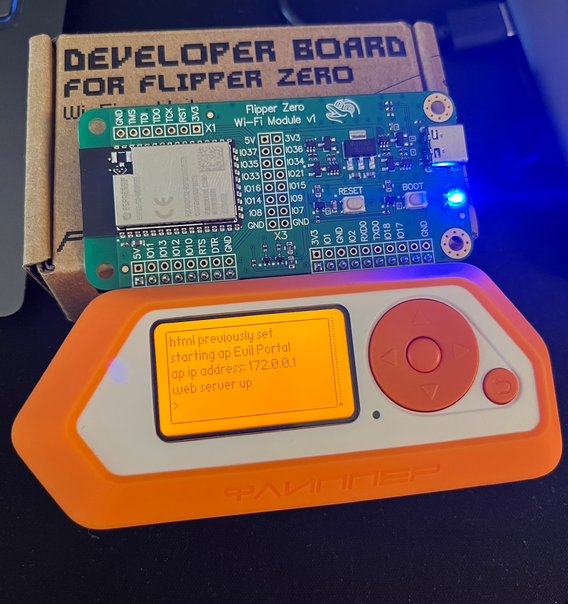 DEVELOPER BOARD
FOR FLIPPER ZERO
Flipper Zero
Wi-Fi Module v1
GND
TMS
TDI
TDO
TCK
RST
3V3
X1
5V
3V3
IO37
IO36
IO35
IO34
IO33
IO21
IO16
IO15
IO14
IO9
IO8
IO7
GND
GND
X3
RESET
BOOT
5V
IO11
IO13
IO12
IO10
RTS
DTR
GND
3V3
IO1
GND
IO2
RXD0
TXD0
IO18
IO17
GND
CE
html previously set
starting ap Evil Portal
ap ip address: 172.0.0.1
web server up
>
ФЛИППЕР